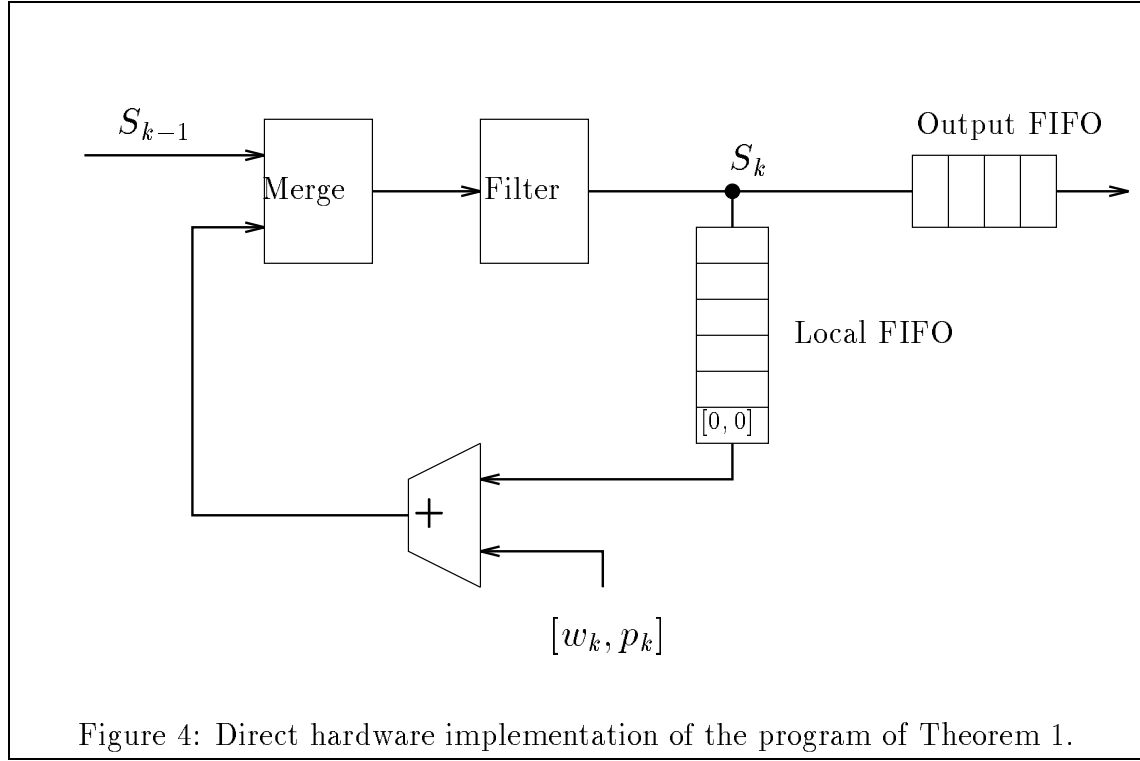 S_{k-1}
Output FIFO
S_k
Merge
Filter
Local FIFO
[0, 0]
+
[w_k, p_k]
Figure 4: Direct hardware implementation of the program of Theorem 1.